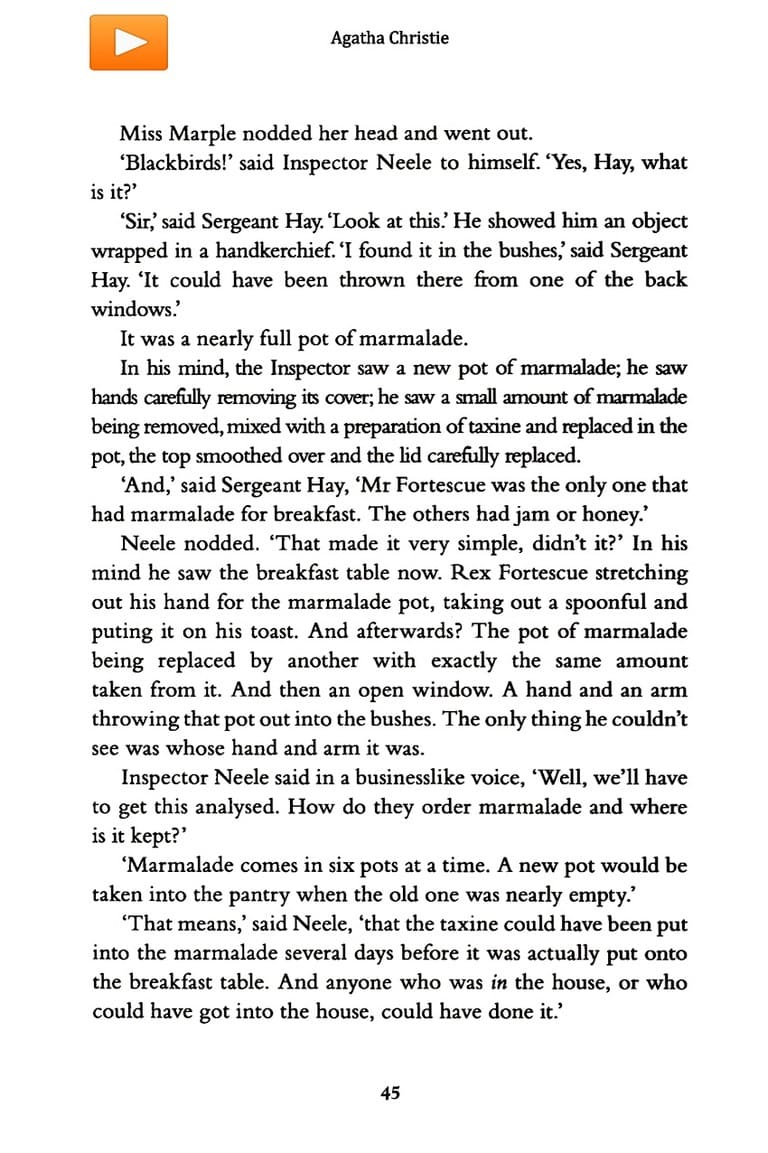 Agatha Christie
Miss Marple nodded her head and went out.
‘Blackbirds!’ said Inspector Neele to himself. ‘Yes, Hay, what
is it?’
‘Sir,’ said Sergeant Hay. ‘Look at this.’ He showed him an object
wrapped in a handkerchief. ‘I found it in the bushes,’ said Sergeant
Hay. ‘It could have been thrown there from one of the back
windows.’
It was a nearly full pot of marmalade.
In his mind, the Inspector saw a new pot of marmalade; he saw
hands carefully removing its cover; he saw a small amount of marmalade
being removed, mixed with a preparation of taxine and replaced in the
pot, the top smoothed over and the lid carefully replaced.
‘And,’ said Sergeant Hay, ‘Mr Fortescue was the only one that
had marmalade for breakfast. The others had jam or honey.’
Neele nodded. ‘That made it very simple, didn’t it?’ In his
mind he saw the breakfast table now. Rex Fortescue stretching
out his hand for the marmalade pot, taking out a spoonful and
puting it on his toast. And afterwards? The pot of marmalade
being replaced by another with exactly the same amount
taken from it. And then an open window. A hand and an arm
throwing that pot out into the bushes. The only thing he couldn’t
see was whose hand and arm it was.
Inspector Neele said in a businesslike voice, ‘Well, we’ll have
to get this analysed. How do they order marmalade and where
is it kept?’
‘Marmalade comes in six pots at a time. A new pot would be
taken into the pantry when the old one was nearly empty.’
‘That means,’ said Neele, ‘that the taxine could have been put
into the marmalade several days before it was actually put onto
the breakfast table. And anyone who was in the house, or who
could have got into the house, could have done it.’
45